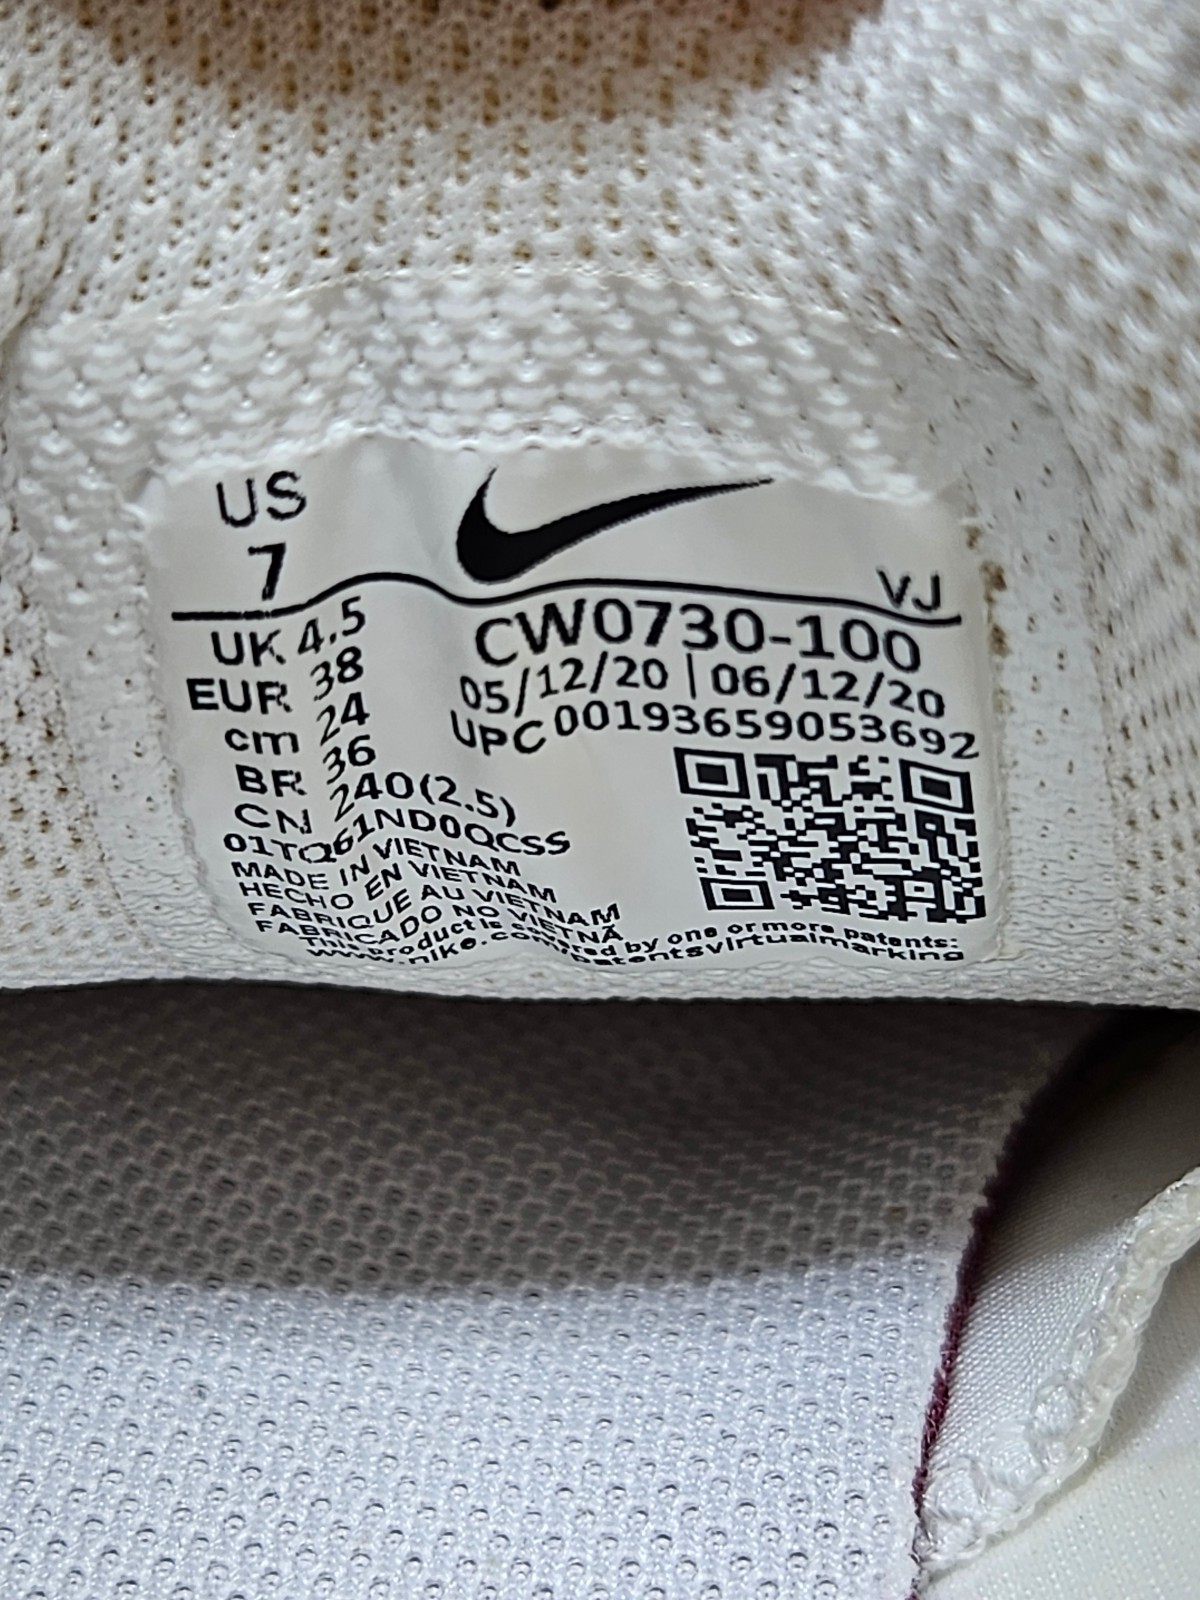 US
7
VJ
UK 4.5
EUR 38
cm 24
BR 36
CN 240(2.5)
CW0730-100
05/12/20 | 06/12/20
UPC 00193659053692
01TQ61ND0QCSS
MADE IN VIETNAM
HECHO EN VIETNAM
FABRIQUE AU VIETNAM
FABRICADO NO VIETNÃ
This product is covered by one or more patents:
www.nike.com/patentsvirtualmarking